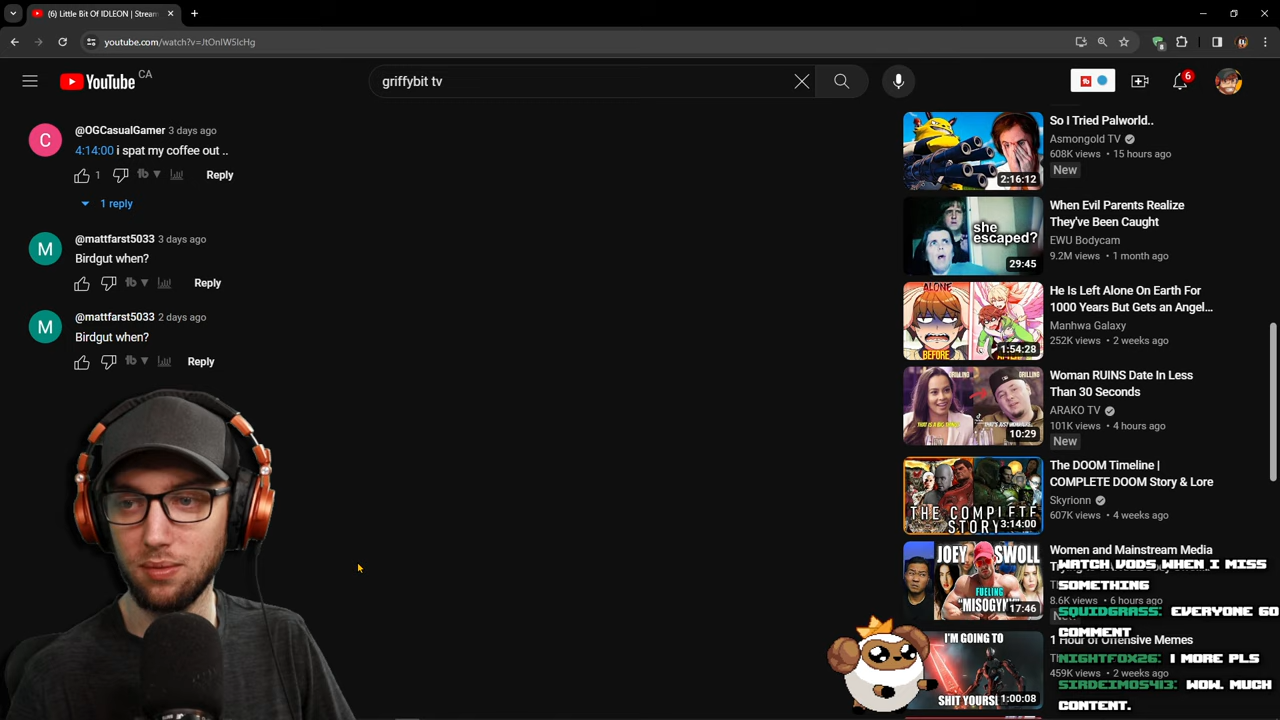 (6) Little Bit Of IDLEON | Stream
youtube.com/watch?v=JtOnIW5IcHg
YouTube CA
griffybit tv
6
C
@OGCasualGamer 3 days ago
4:14:00 i spat my coffee out ..
1
Reply
1 reply
M
@mattfarst5033 3 days ago
Birdgut when?
Reply
M
@mattfarst5033 2 days ago
Birdgut when?
Reply
2:16:12
So I Tried Palworld..
Asmongold TV
608K views • 15 hours ago
New
she
escaped?
29:45
When Evil Parents Realize
They've Been Caught
EWU Bodycam
9.2M views • 1 month ago
ALONE
BEFORE
1:54:28
He Is Left Alone On Earth For
1000 Years But Gets an Angel...
Manhwa Galaxy
252K views • 2 weeks ago
GRILLING
10:29
Woman RUINS Date In Less
Than 30 Seconds
ARAKO TV
101K views • 4 hours ago
New
THE COMPLETE
STORY
3:14:00
The DOOM Timeline |
COMPLETE DOOM Story & Lore
Skyrionn
607K views • 4 weeks ago
JOEY SWOLL
FUELING
"MISOGYNY"
17:46
Women and Mainstream Media
8.6K views • 6 hours ago
I'M GOING TO
SHIT YOURS
1:00:08
1 Hour of Offensive Memes
459K views • 2 weeks ago
WATCH VODS WHEN I MISS
SOMETHING
SQUIDGRASS: EVERYONE GO
COMMENT
NIGHTFOX26: I MORE PLS
SIRDEIMOS413: WOW. MUCH
CONTENT.